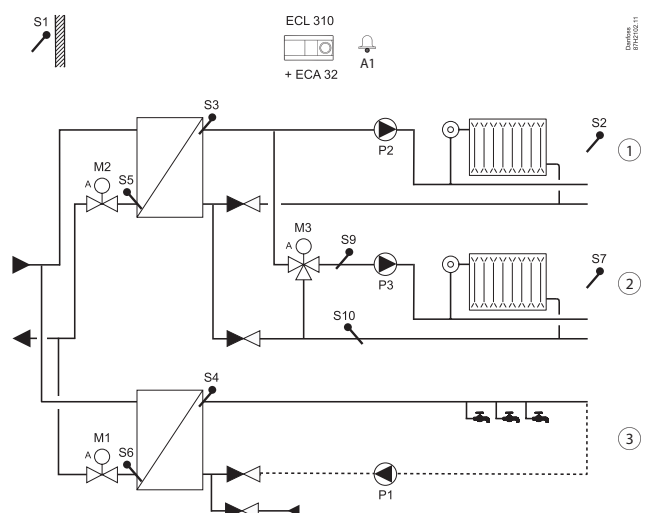 S1
ECL 310
+ ECA 32
A1
Danfoss
87H2102.11
S3
P2
S2
1
M2
A
S5
M3
A
S9
P3
S7
2
S10
S4
M1
A
S6
P1
3